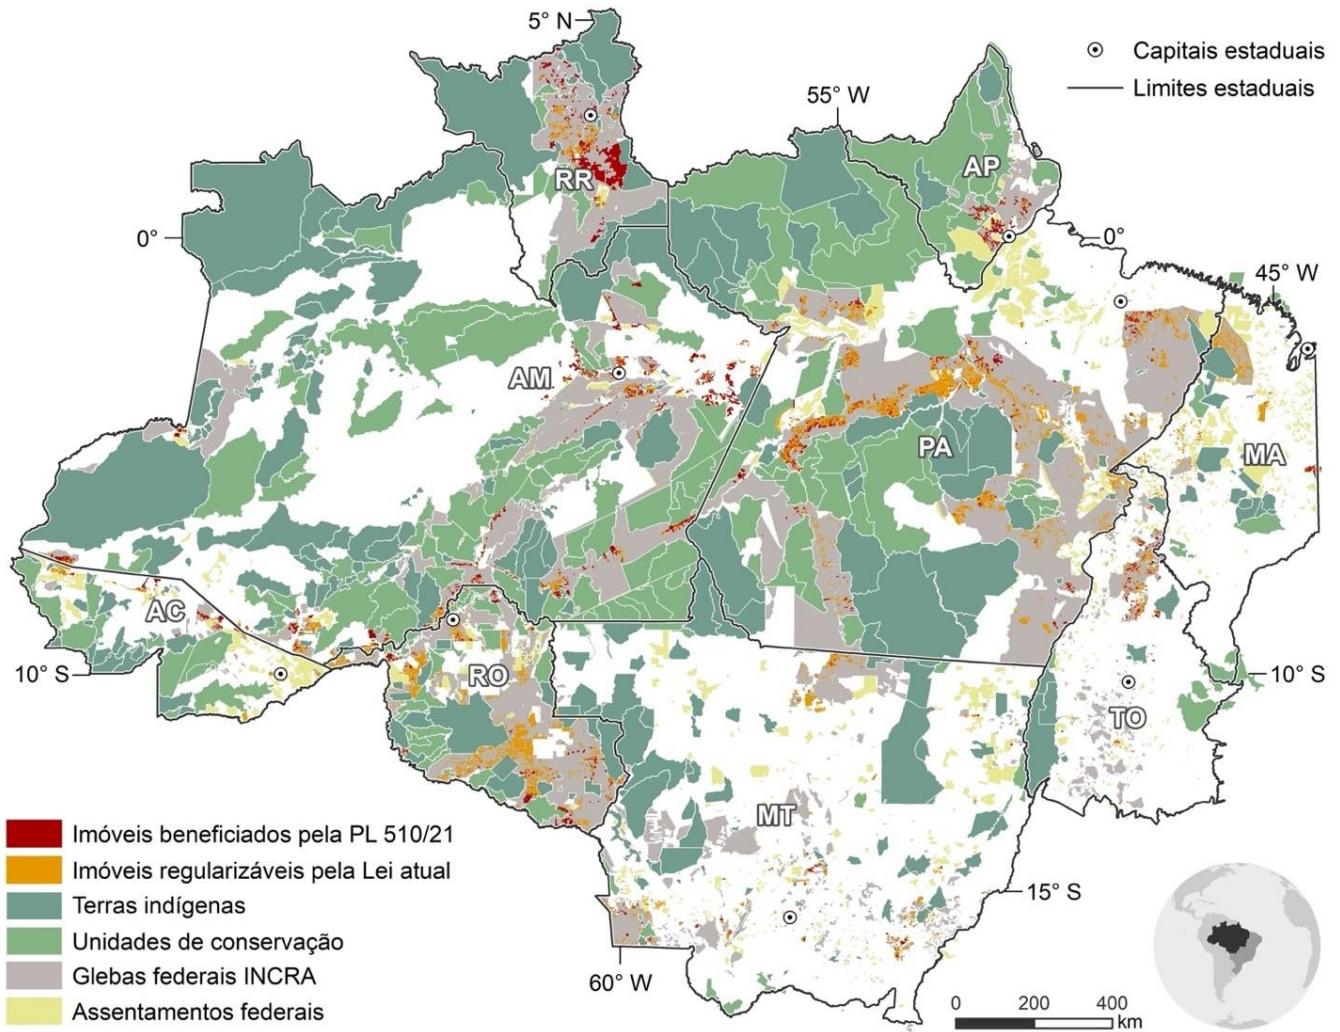 5° N
Capitais estaduais
55° W
Limites estaduais
AP
RR
0°
0°
45° W
AM
PA
MA
AC
10° S
RO
10° S
TO
MT
Imóveis beneficiados pela PL 510/21
Imóveis regularizáveis pela Lei atual
15° S
Terras indígenas
Unidades de conservação
Glebas federais INCRA
60° W
Assentamentos federais
0 200 400
km